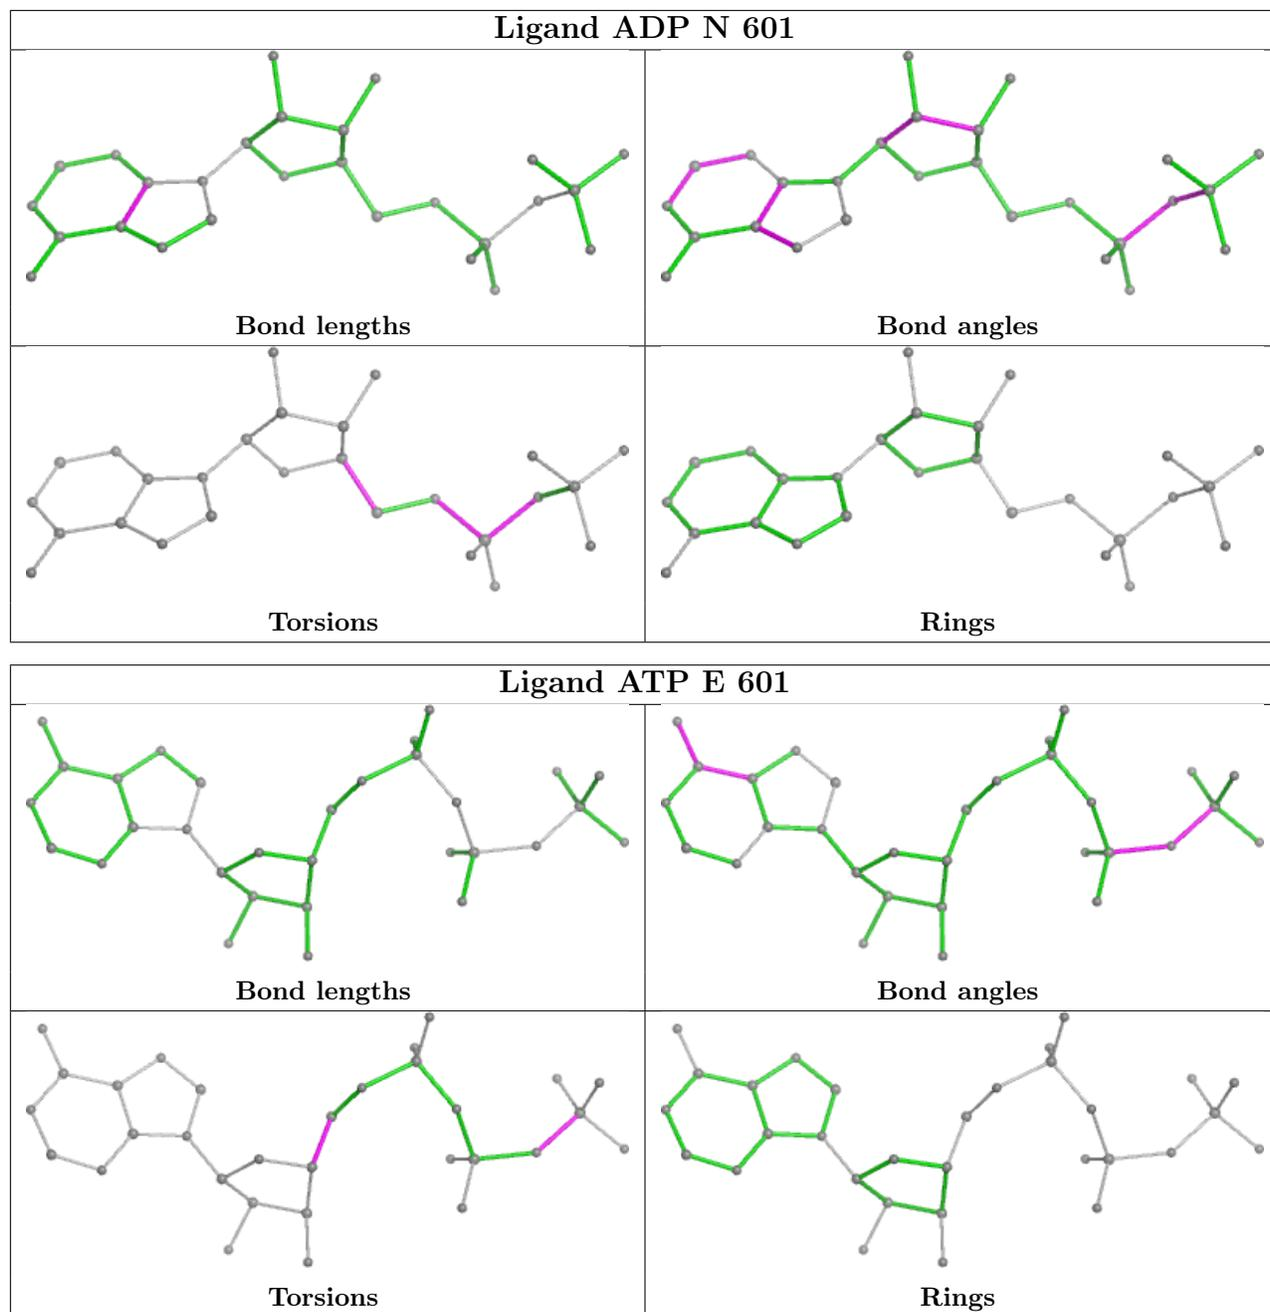 Ligand ADP N 601
Bond lengths
Bond angles
Torsions
Rings
Ligand ATP E 601
Bond lengths
Bond angles
Torsions
Rings